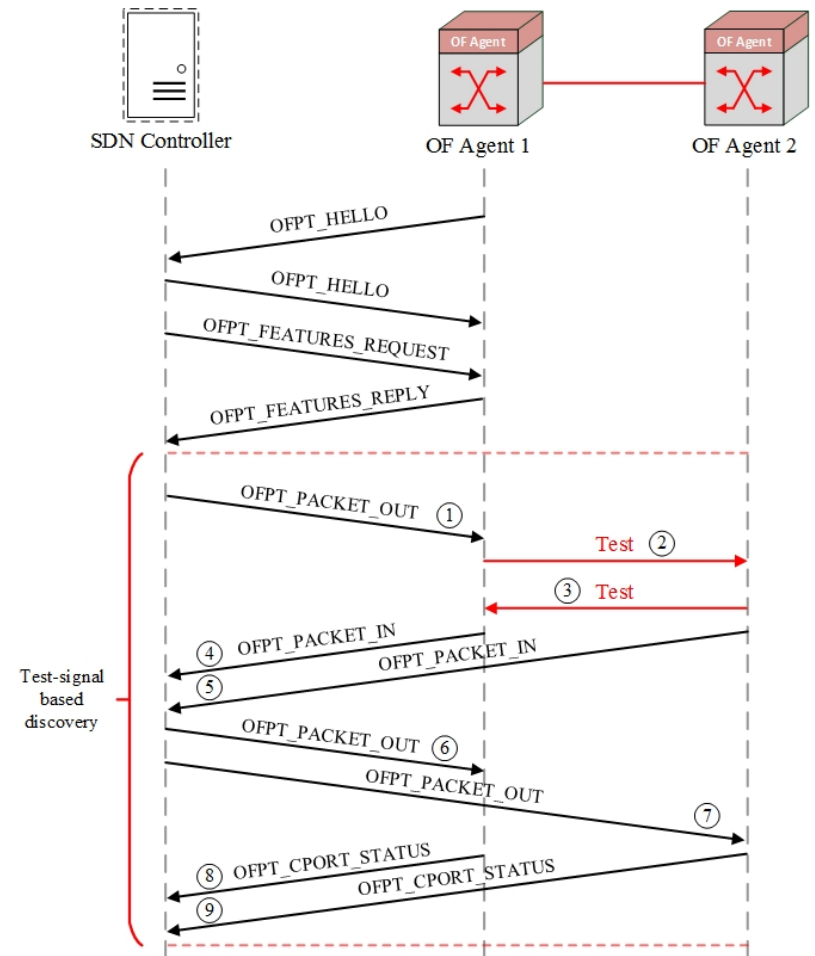 OF Agent
OF Agent
SDN Controller
OF Agent 1
OF Agent 2
OFPT_HELLO
OFPT_HELLO
OFPT_FEATURES_REQUEST
OFPT_FEATURES_REPLY
OFPT_PACKET_OUT 1
Test 2
3 Test
4 OFPT_PACKET_IN
OFPT_PACKET_IN
5
Test-signal
based
discovery
OFPT_PACKET_OUT 6
OFPT_PACKET_OUT
7
8 OFPT_CPORT_STATUS
OFPT_CPORT_STATUS
9